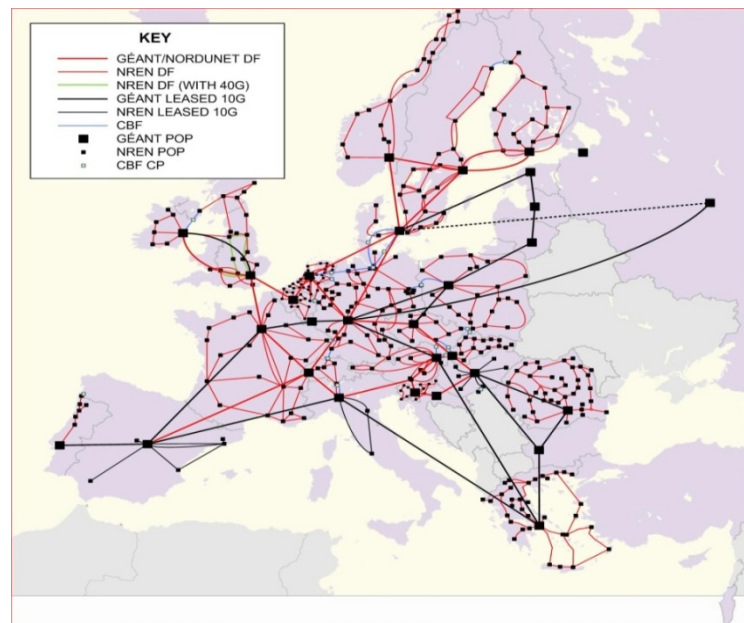 KEY
GÉANT/NORDUNET DF
NREN DF
NREN DF (WITH 40G)
GÉANT LEASED 10G
NREN LEASED 10G
CBF
GÉANT POP
NREN POP
CBF CP